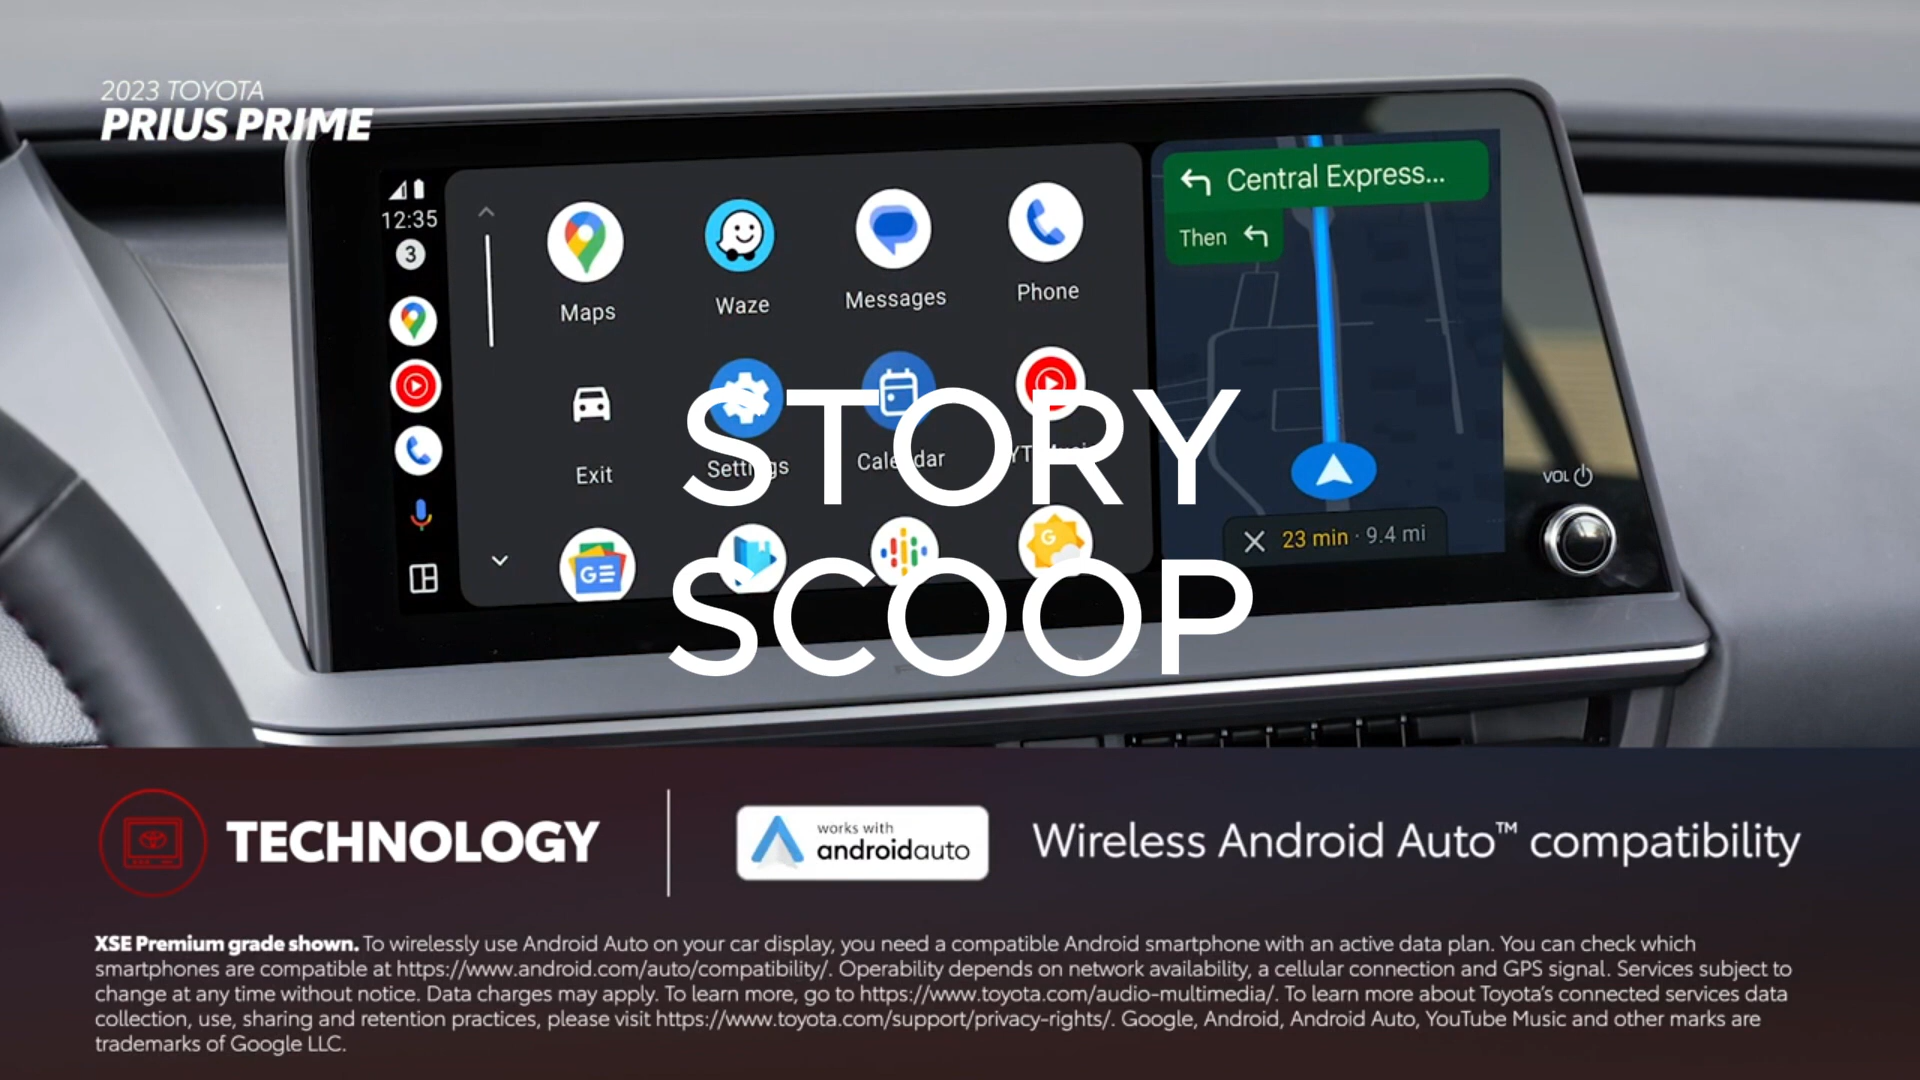 2023 TOYOTA
PRIUS PRIME
12:35
3
Maps
Waze
Messages
Phone
Exit
Settings
Calendar
YT Music
GE
G
Central Express...
Then
23 min · 9.4 mi
VOL
STORY
SCOOP
TECHNOLOGY
works with
androidauto
Wireless Android Auto™ compatibility
XSE Premium grade shown. To wirelessly use Android Auto on your car display, you need a compatible Android smartphone with an active data plan. You can check which
smartphones are compatible at https://www.android.com/auto/compatibility/. Operability depends on network availability, a cellular connection and GPS signal. Services subject to
change at any time without notice. Data charges may apply. To learn more, go to https://www.toyota.com/audio-multimedia/. To learn more about Toyota's connected services data
collection, use, sharing and retention practices, please visit https://www.toyota.com/support/privacy-rights/. Google, Android, Android Auto, YouTube Music and other marks are
trademarks of Google LLC.